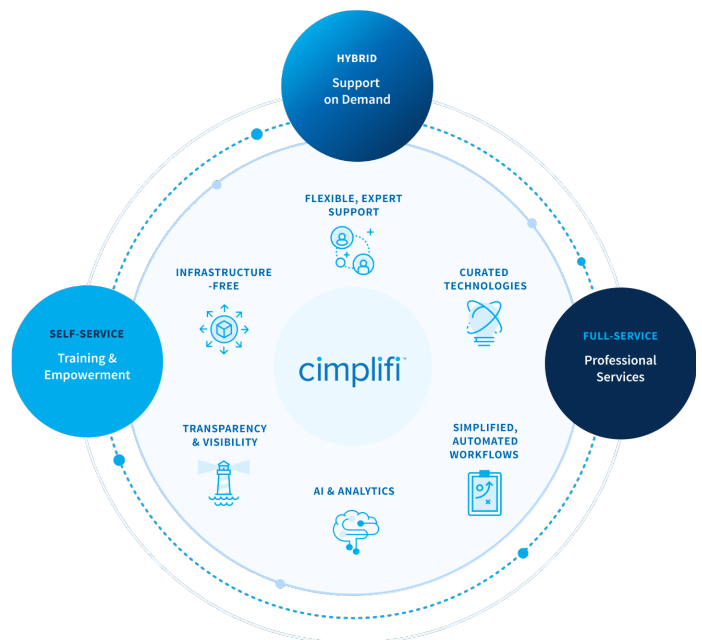 HYBRID
Support
on Demand
FLEXIBLE, EXPERT
SUPPORT
INFRASTRUCTURE
-FREE
CURATED
TECHNOLOGIES
SELF-SERVICE
Training &
Empowerment
cimplifi™
FULL-SERVICE
Professional
Services
TRANSPARENCY
& VISIBILITY
SIMPLIFIED,
AUTOMATED
WORKFLOWS
AI & ANALYTICS